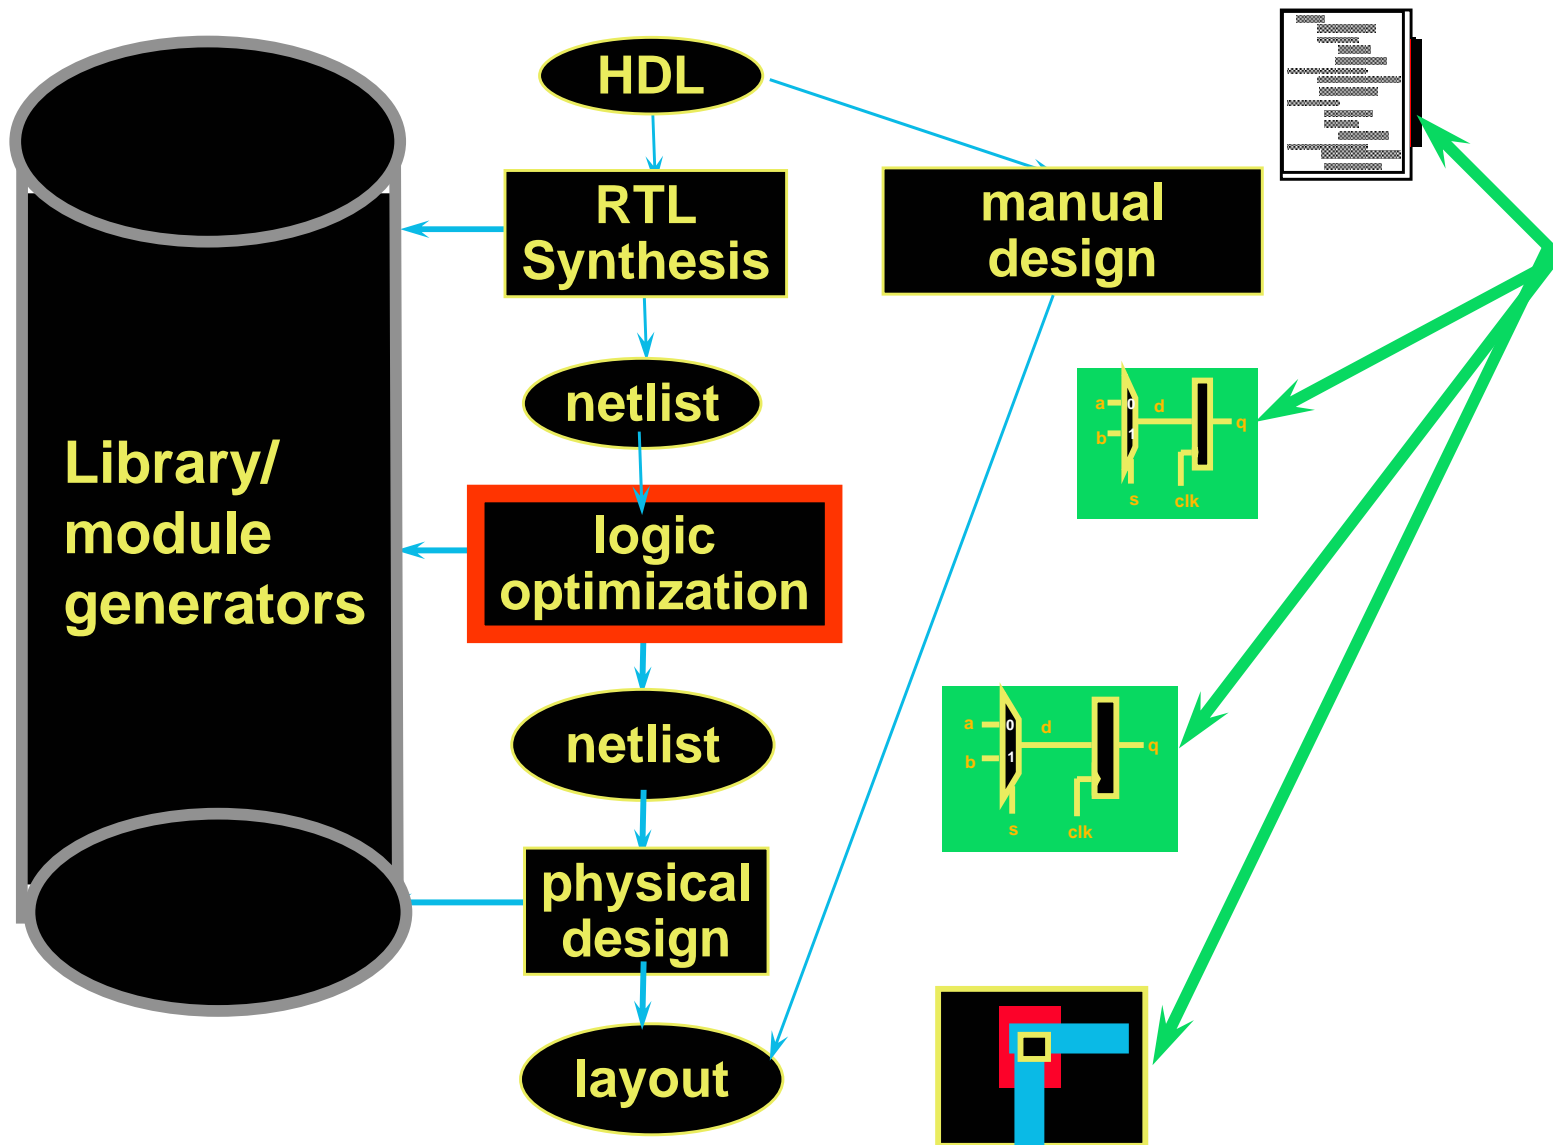 HDL
RTL
Synthesis
manual
design
netlist
a
0
d
q
b
1
s
clk
Library/
module
generators
logic
optimization
netlist
a
0
d
q
b
1
s
clk
physical
design
layout